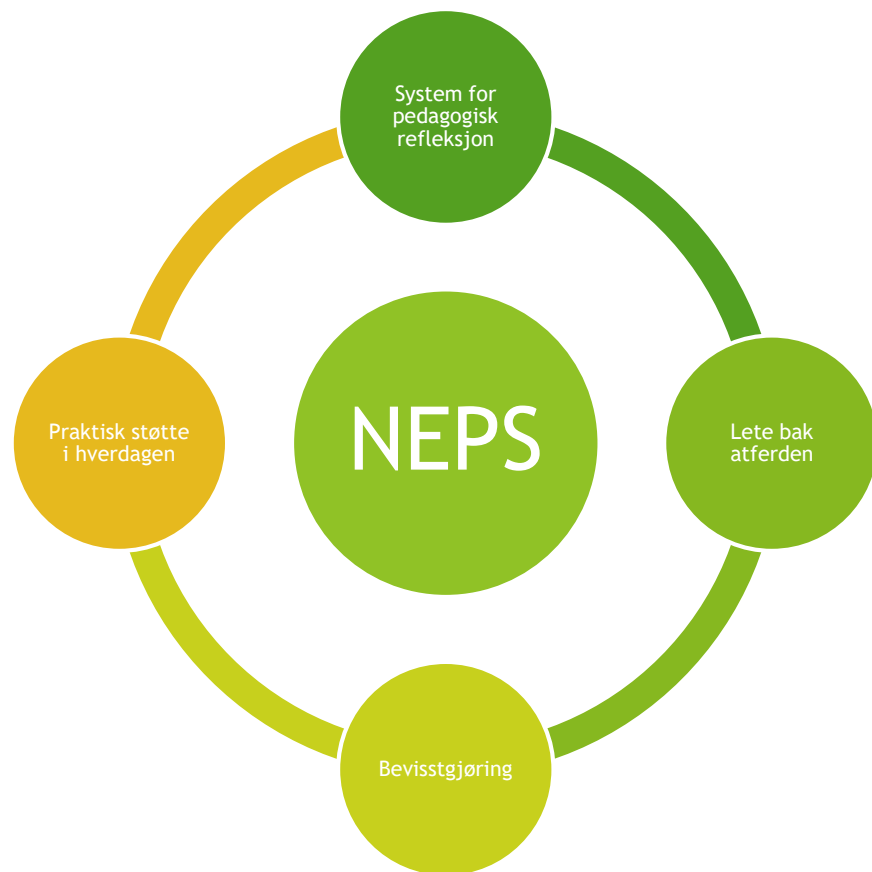 System for
pedagogisk
refleksjon
NEPS
Praktisk støtte
i hverdagen
Lete bak
atferden
Bevisstgjøring